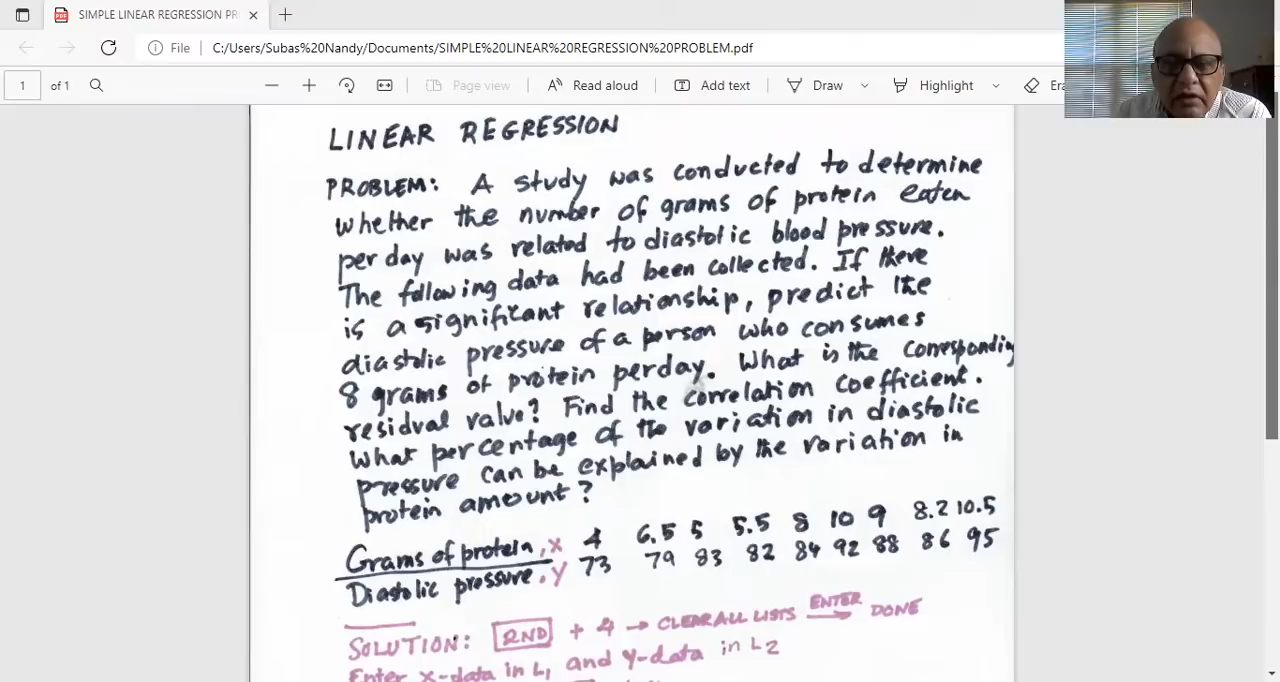 SIMPLE LINEAR REGRESSION PR
File C:/Users/Subas%20Nandy/Documents/SIMPLE%20LINEAR%20REGRESSION%20PROBLEM.pdf
1 of 1 Page view Read aloud Add text Draw Highlight Era
LINEAR REGRESSION
PROBLEM: A study was conducted to determine
whether the number of grams of protein eaten
per day was related to diastolic blood pressure.
The following data had been collected. If there
is a significant relationship, predict the
diastolic pressure of a person who consumes
8 grams of protein perday. What is the corresponding
residual value? Find the correlation coefficient.
What percentage of the variation in diastolic
pressure can be explained by the variation in
protein amount?
Grams of protein, x 4 6.5 5 5.5 8 10 9 8.2 10.5
Diastolic pressure, y 73 79 83 82 84 92 88 86 95
SOLUTION: 2ND + 4 → CLEAR ALL LISTS ENTER DONE
Enter x-data in L1 and Y-data in L2